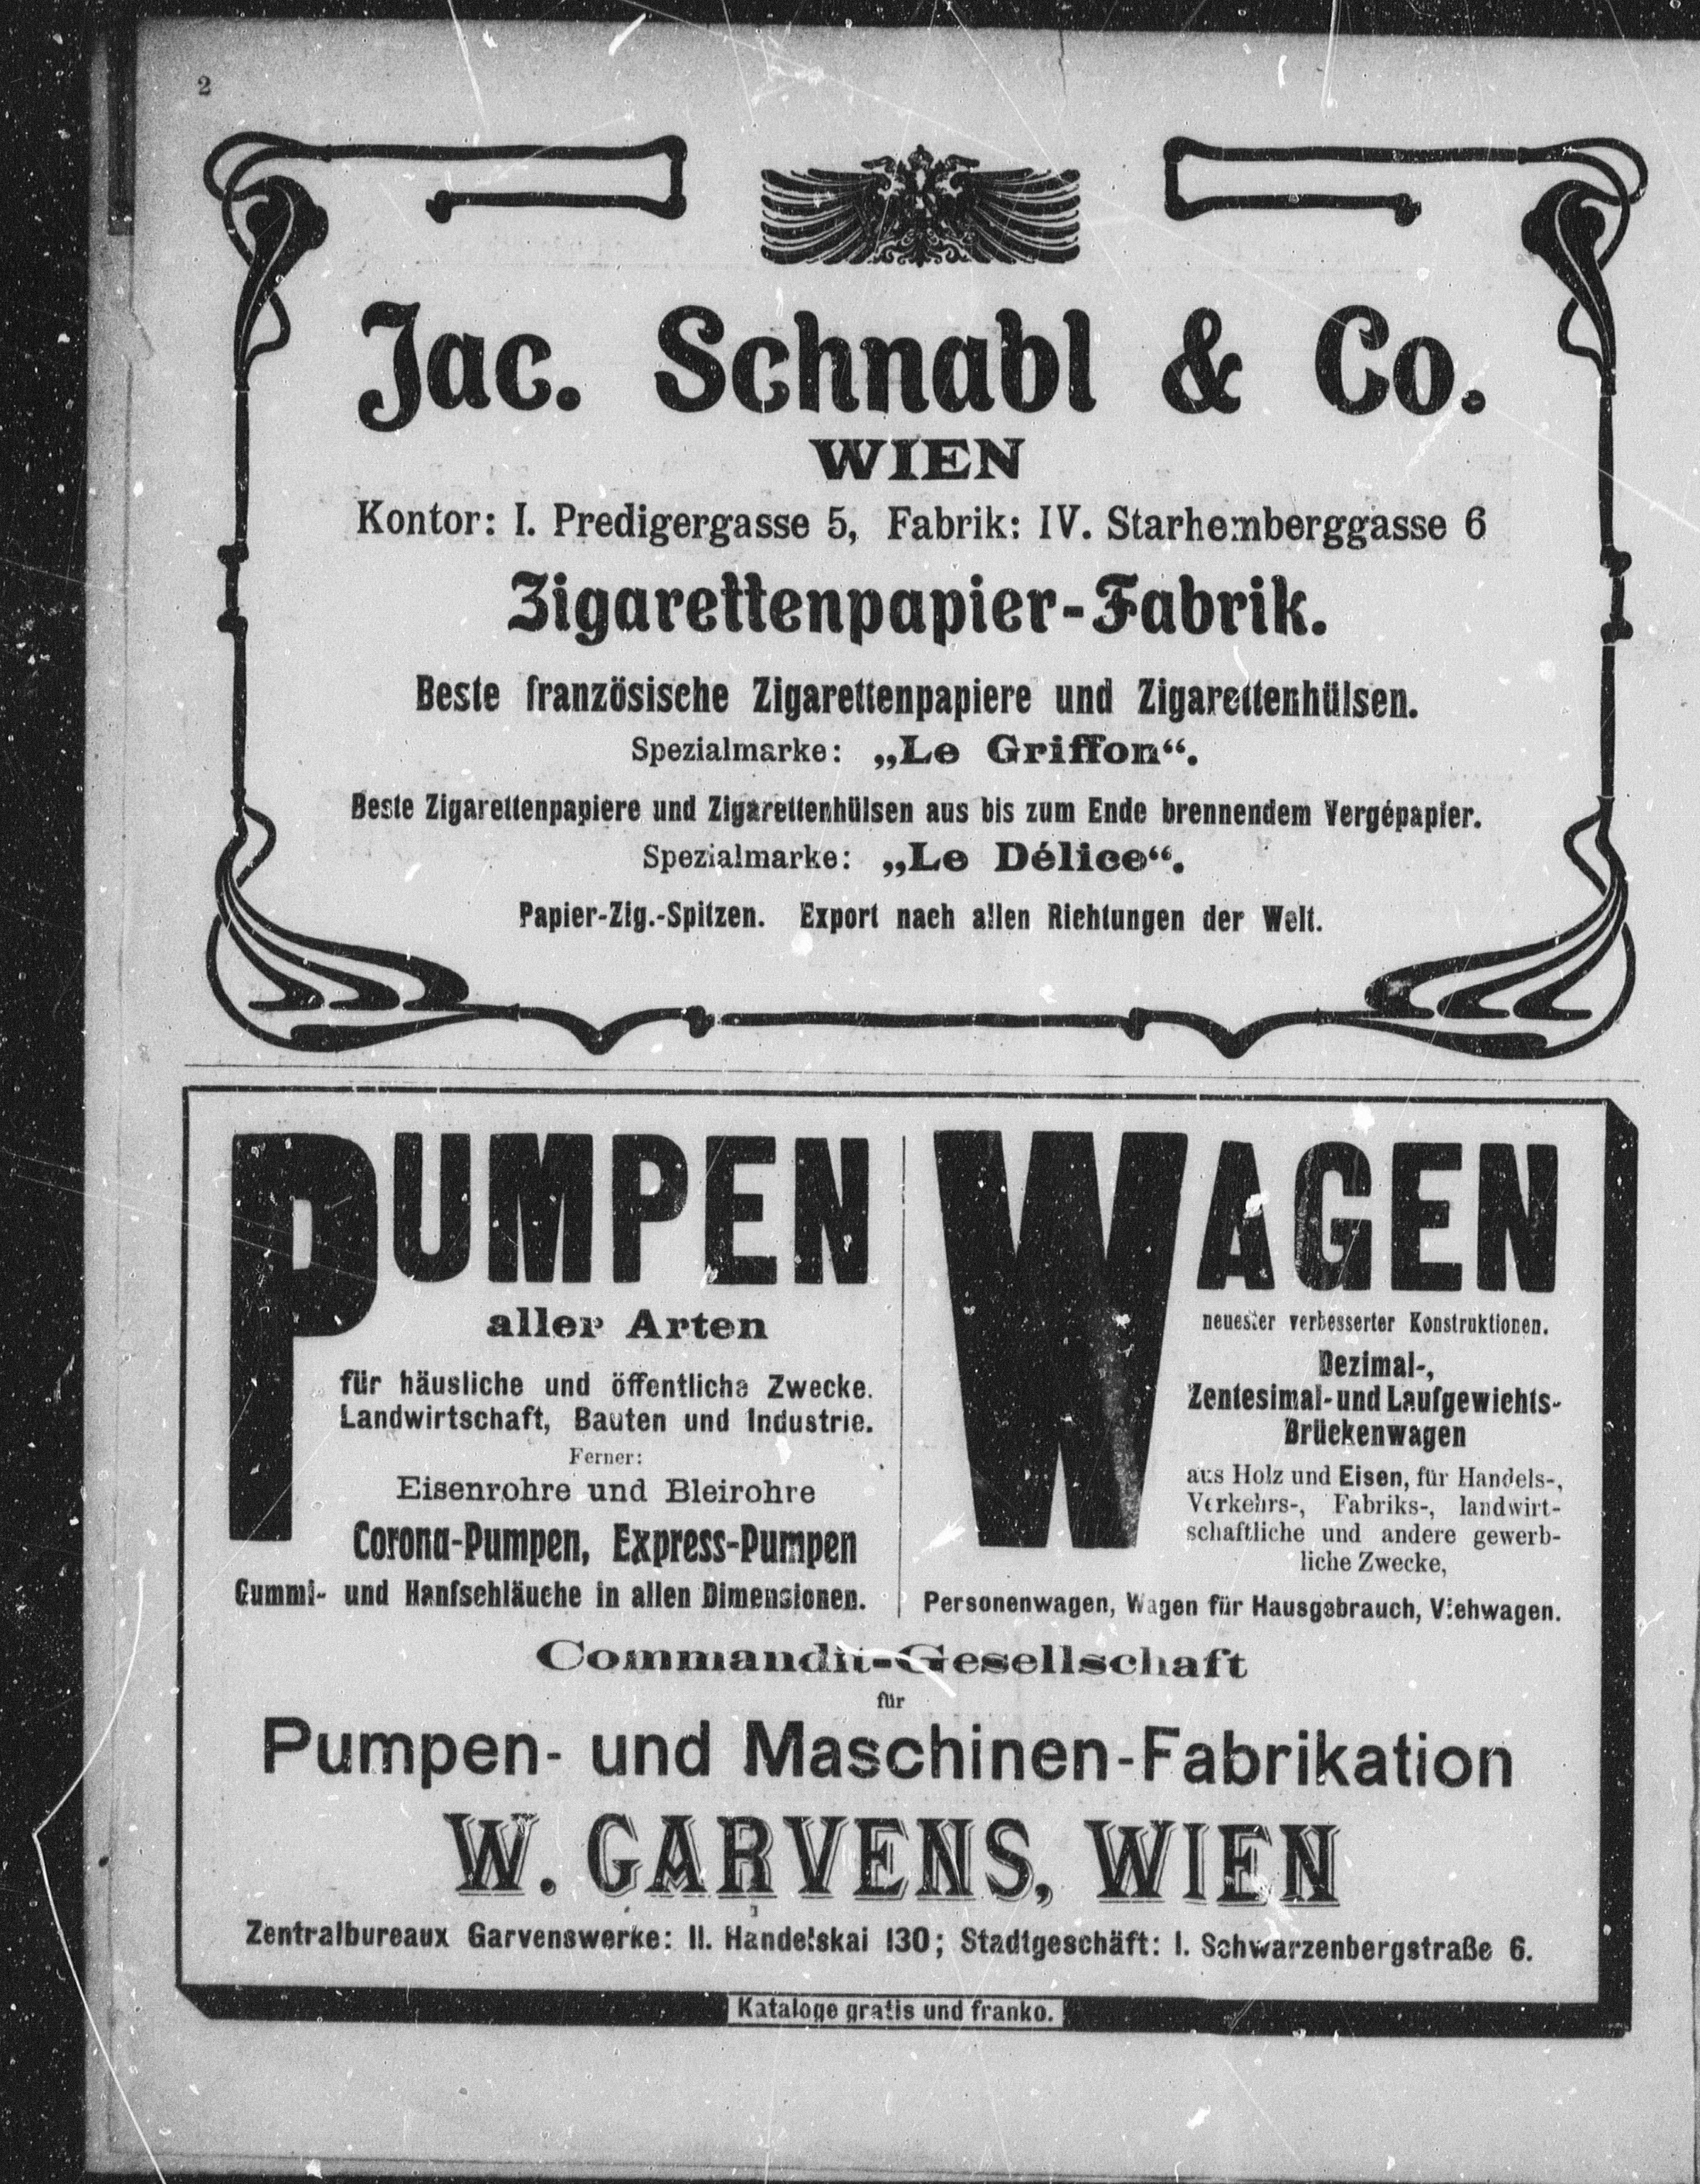 2
Jac. Schnabl & Co.
WIEN
Kontor: I. Predigergasse 5, Fabrik: IV. Starhemberggasse 6
Zigarettenpapier-Fabrik.
Beste französische Zigarettenpapiere und Zigarettenhülsen.
Spezialmarke: „Le Griffon“.
Beste Zigarettenpapiere und Zigarettenhülsen aus bis zum Ende brennendem Vergépapier.
Spezialmarke: „Le Délice“.
Papier-Zig.-Spitzen. Export nach allen Richtungen der Welt.
PUMPEN
aller Arten
für häusliche und öffentliche Zwecke.
Landwirtschaft, Bauten und Industrie.
Ferner:
Eisenrohre und Bleirohre
Corona-Pumpen, Express-Pumpen
Gummi- und Hanfschläuche in allen Dimensionen.
WAGEN
neuester verbesserter Konstruktionen.
Dezimal-,
Zentesimal- und Laufgewichts-
Brückenwagen
aus Holz und Eisen, für Handels-,
Verkehrs-, Fabriks-, landwirt-
schaftliche und andere gewerb-
liche Zwecke,
Personenwagen, Wagen für Hausgebrauch, Viehwagen.
Commandit-Gesellschaft
für
Pumpen- und Maschinen-Fabrikation
W. GARVENS, WIEN
Zentralbureaux Garvenswerke: II. Handelskai 130; Stadtgeschäft: I. Schwarzenbergstraße 6.
Kataloge gratis und franko.